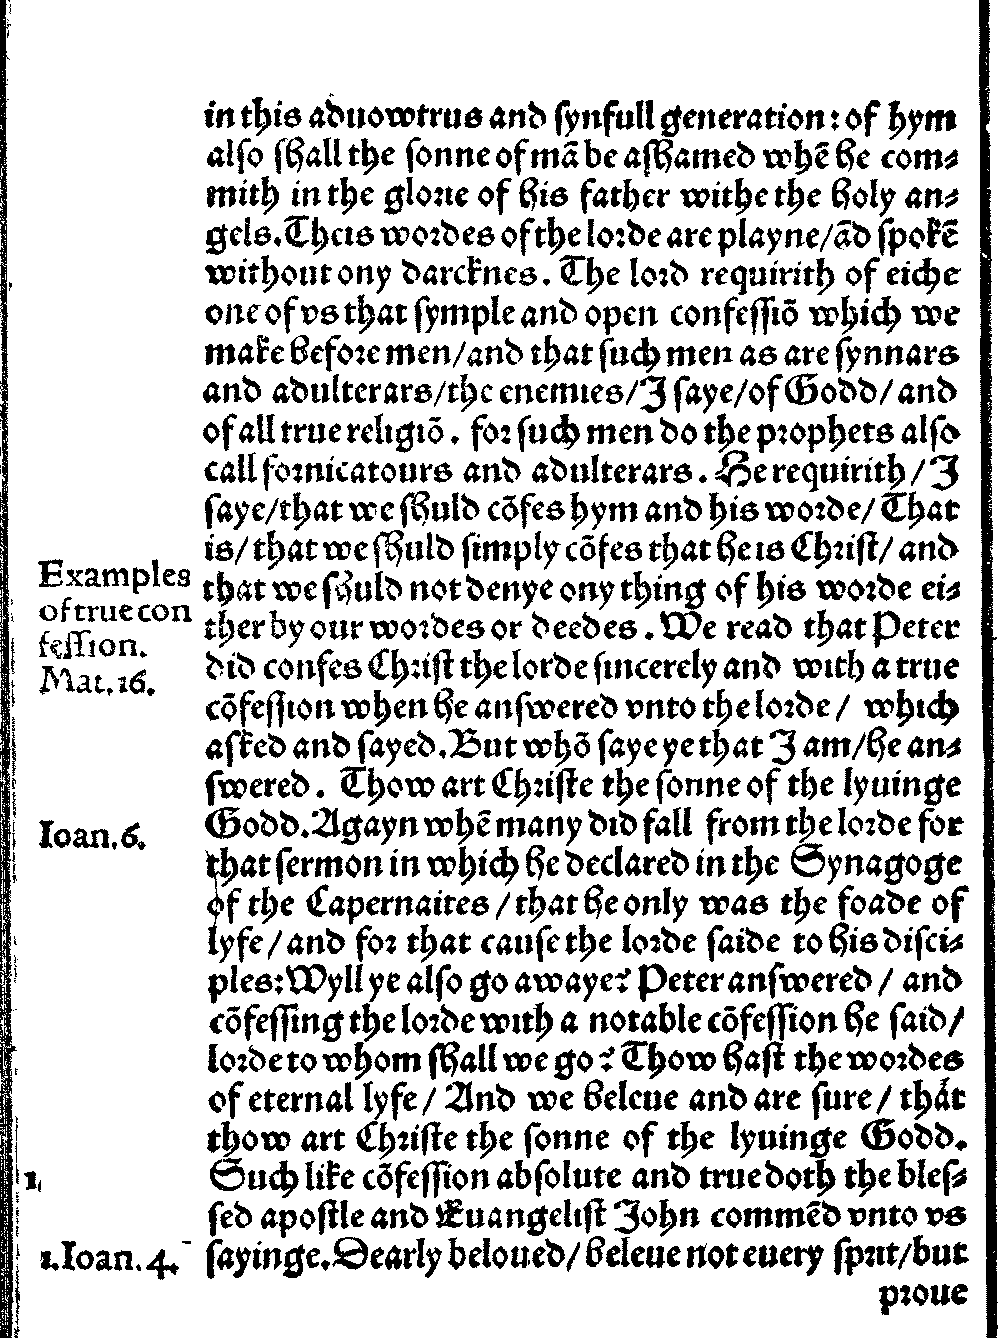 in this aduowtrus and synfull generation: of hym
also shall the sonne of mā be ashamed whē he com⸗
mith in the glorie of his father withe the holy an⸗
gels. Theis wordes of the lorde are playne/ ād spokē
without ony darcknes. The lord requirith of eiche
one of vs that symple and open confessiō which we
make before men/ and that such men as are synnars
and adulterars/ the enemies/ I saye/ of Godd/ and
of all true religiō. for such men do the prophets also
call fornicatours and adulterars. He requirith/ I
saye/ that we shuld cōfes hym and his worde/ That
is/ that we shuld simply cōfes that he is Christ/ and
Examples
of true con
fession.
Mat. 16.
that we shuld not denye ony thing of his worde ei⸗
ther by our wordes or deedes. We read that Peter
did confes Christ the lorde sincerely and with a true
cōfession when he answered vnto the lorde/ which
asked and sayed. But whō saye ye that I am/ he an⸗
swered. Thow art Christe the sonne of the lyuinge
Ioan. 6.
Godd. Agayn whē many did fall from the lorde for
that sermon in which he declared in the Synagoge
of the Capernaites/ that he only was the foade of
lyfe/ and for that cause the lorde saide to his disci⸗
ples: Wyll ye also go awaye? Peter answered/ and
cōfessing the lorde with a notable cōfession he said/
lorde to whom shall we go? Thow hast the wordes
of eternal lyfe/ And we beleue and are sure/ that
thow art Christe the sonne of the lyuinge Godd.
1.
Such like cōfession absolute and true doth the bles⸗
sed apostle and Euangelist John commēd vnto vs
1. Ioan. 4.
sayinge. Dearly beloued/ beleue not euery sprit/ but
proue